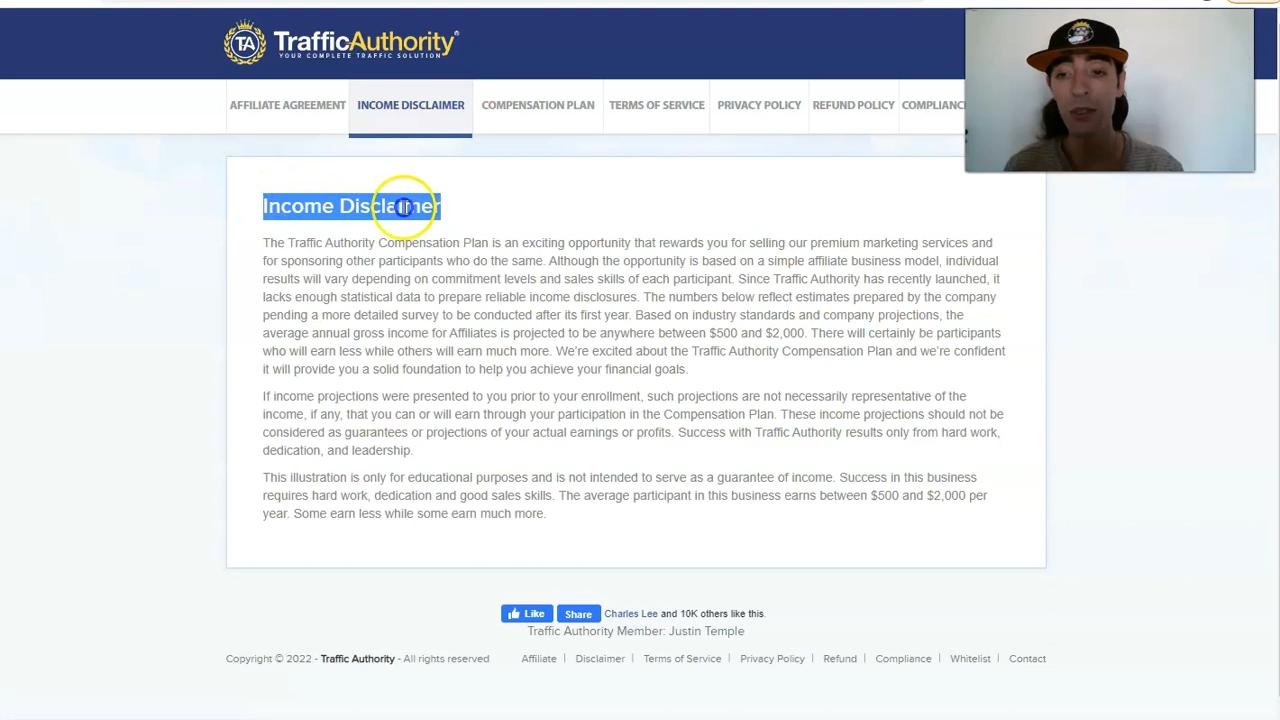 TA
TrafficAuthority®
YOUR COMPLETE TRAFFIC SOLUTION
AFFILIATE AGREEMENT
INCOME DISCLAIMER
COMPENSATION PLAN
TERMS OF SERVICE
PRIVACY POLICY
REFUND POLICY
COMPLIANC
Income Disclaimer
The Traffic Authority Compensation Plan is an exciting opportunity that rewards you for selling our premium marketing services and
for sponsoring other participants who do the same. Although the opportunity is based on a simple affiliate business model, individual
results will vary depending on commitment levels and sales skills of each participant. Since Traffic Authority has recently launched, it
lacks enough statistical data to prepare reliable income disclosures. The numbers below reflect estimates prepared by the company
pending a more detailed survey to be conducted after its first year. Based on industry standards and company projections, the
average annual gross income for Affiliates is projected to be anywhere between $500 and $2,000. There will certainly be participants
who will earn less while others will earn much more. We're excited about the Traffic Authority Compensation Plan and we're confident
it will provide you a solid foundation to help you achieve your financial goals.
If income projections were presented to you prior to your enrollment, such projections are not necessarily representative of the
income, if any, that you can or will earn through your participation in the Compensation Plan. These income projections should not be
considered as guarantees or projections of your actual earnings or profits. Success with Traffic Authority results only from hard work,
dedication, and leadership.
This illustration is only for educational purposes and is not intended to serve as a guarantee of income. Success in this business
requires hard work, dedication and good sales skills. The average participant in this business earns between $500 and $2,000 per
year. Some earn less while some earn much more.
Like
Share
Charles Lee and 10K others like this.
Traffic Authority Member: Justin Temple
Copyright © 2022 - Traffic Authority - All rights reserved
Affiliate | Disclaimer | Terms of Service | Privacy Policy | Refund | Compliance | Whitelist | Contact